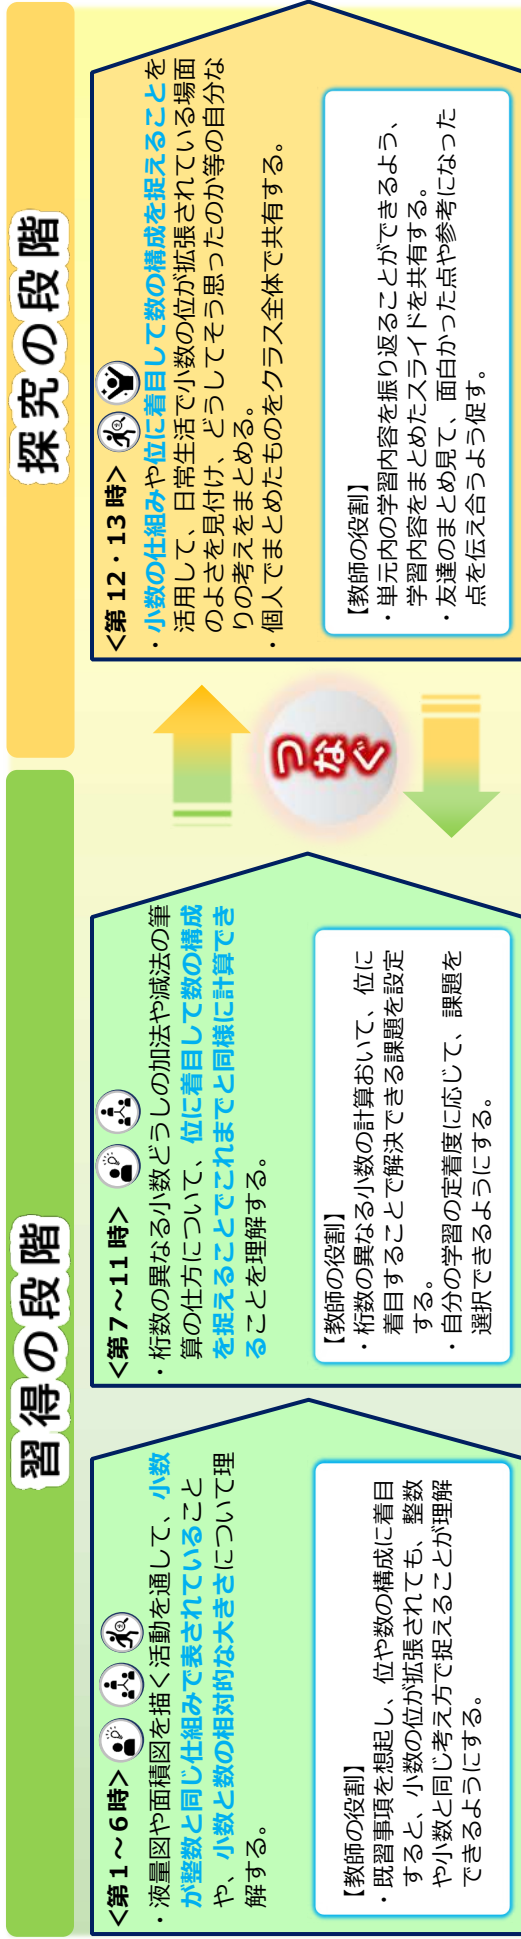 習得の段階
<第1～6時>
・液量図や面積図を描く活動を通して、小数
が整数と同じ仕組みで表されていること
や、小数と数の相対的な大きさについて理
解する。
【教師の役割】
・既習事項を想起し、位や数の構成に着目
すると、小数の位が拡張されても、整数
や小数と同じ考え方で捉えることが理解
できるようにする。
<第7～11時>
・桁数の異なる小数どうしの加法や減法の筆
算の仕方について、位に着目して数の構成
を捉えることでこれまでと同様に計算でき
ることを理解する。
【教師の役割】
・桁数の異なる小数の計算おいて、位に
着目することで解決できる課題を設定
する。
・自分の学習の定着度に応じて、課題を
選択できるようにする。
つなぐ
探究の段階
<第12・13時>
・小数の仕組みや位に着目して数の構成を捉えることを
活用して、日常生活で小数の位が拡張されている場面
のよさを見付け、どうしてそう思ったのか等の自分な
りの考えをまとめる。
・個人でまとめたものをクラス全体で共有する。
【教師の役割】
・単元内の学習内容を振り返ることができるよう、
学習内容をまとめたスライドを共有する。
・友達のまとめ見て、面白かった点や参考になった
点を伝え合うよう促す。